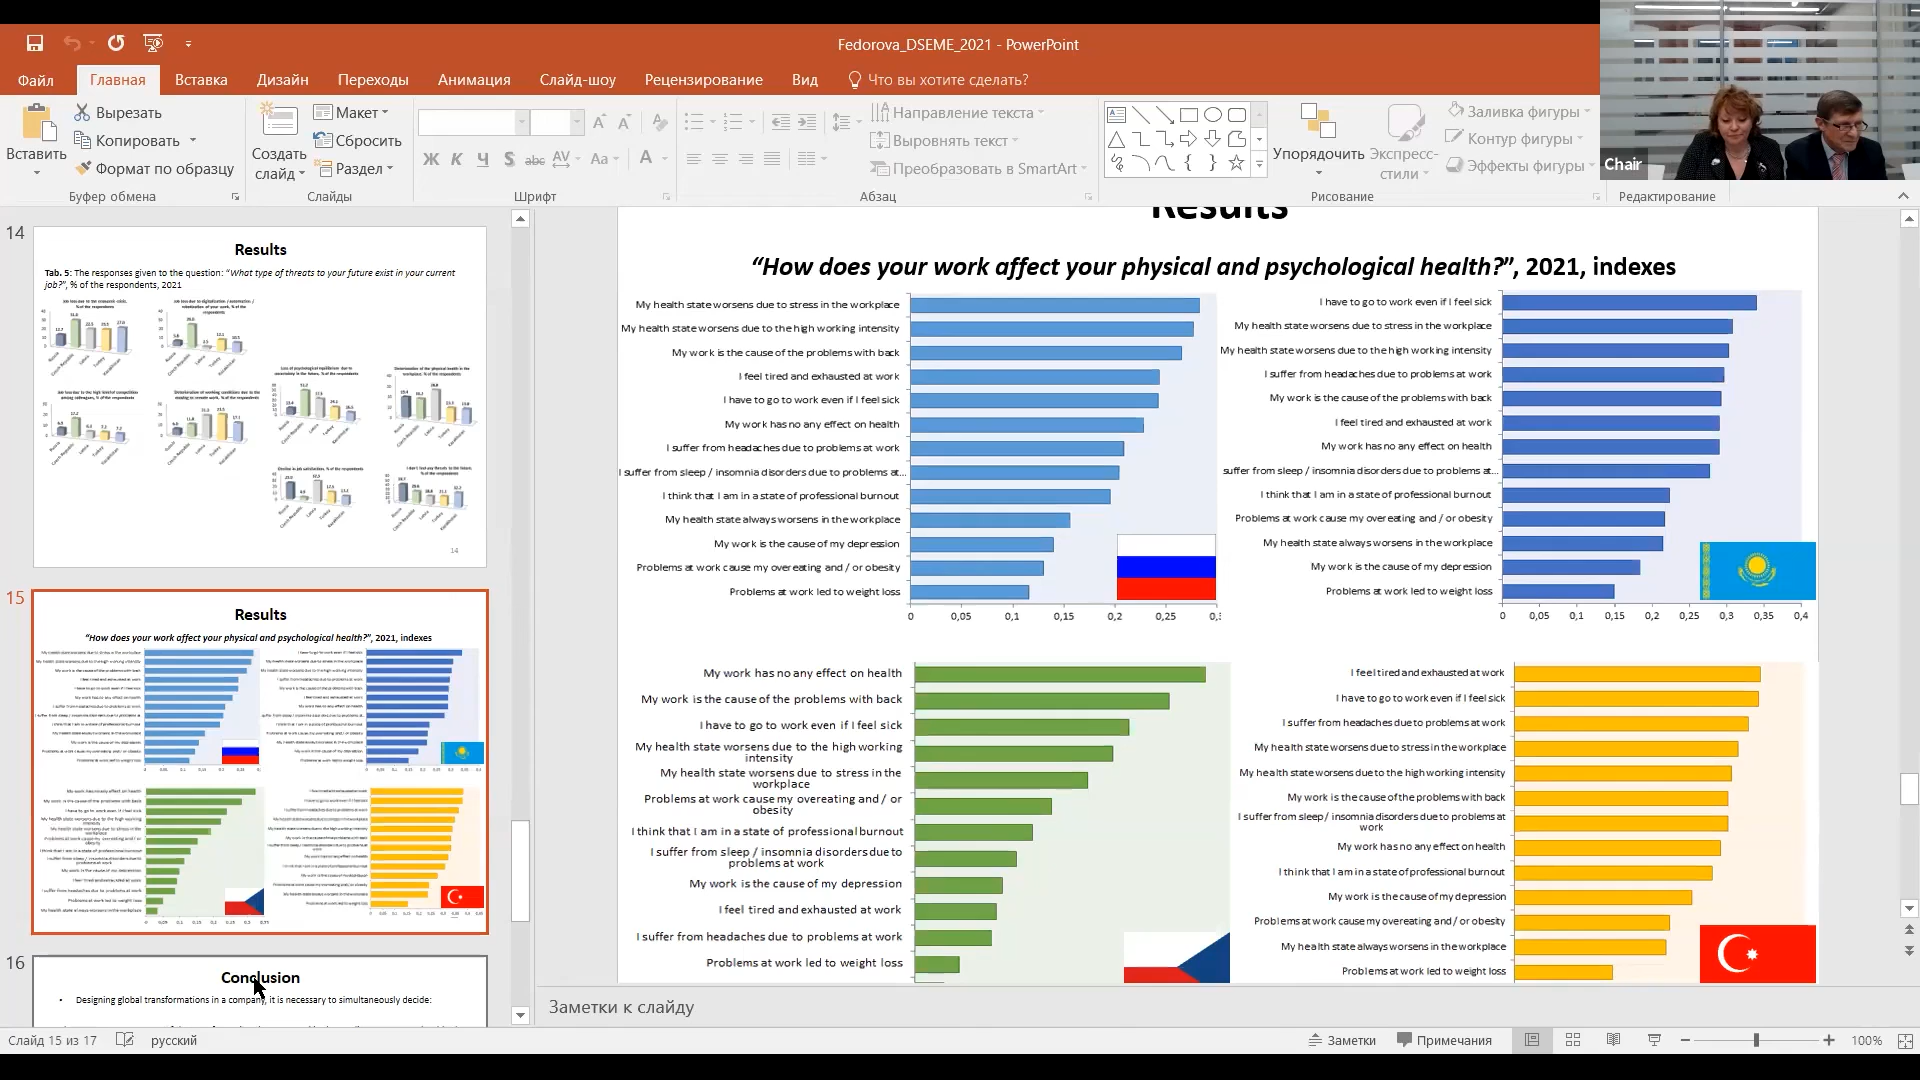 Fedorova_DSEME_2021 - PowerPoint
Файл
Главная
Вставка
Дизайн
Переходы
Анимация
Слайд-шоу
Рецензирование
Вид
Что вы хотите сделать?
Вставить
Вырезать
Копировать
Формат по образцу
Буфер обмена
Создать слайд
Макет
Сбросить
Раздел
Слайды
Ж К Ч S abc AV Aa A
Шрифт
Направление текста
Выровнять текст
Преобразовать в SmartArt
Абзац
Упорядочить
Экспресс-стили
Заливка фигуры
Контур фигуры
Эффекты фигуры
Рисование
Редактирование
Chair
14
Results
Tab. 5: The responses given to the question: “What type of threats to your future exist in your current
job?”, % of the respondents, 2021
14
15
Results
“How does your work affect your physical and psychological health?”, 2021, indexes
16
Conclusion
• Designing global transformations in a company, it is necessary to simultaneously decide:
Results
“How does your work affect your physical and psychological health?”, 2021, indexes
My health state worsens due to stress in the workplace
My health state worsens due to the high working intensity
My work is the cause of the problems with back
I feel tired and exhausted at work
I have to go to work even if I feel sick
My work has no any effect on health
I suffer from headaches due to problems at work
I suffer from sleep / insomnia disorders due to problems at...
I think that I am in a state of professional burnout
My health state always worsens in the workplace
My work is the cause of my depression
Problems at work cause my overeating and / or obesity
Problems at work led to weight loss
0 0,05 0,1 0,15 0,2 0,25
I have to go to work even if I feel sick
My health state worsens due to stress in the workplace
My health state worsens due to the high working intensity
I suffer from headaches due to problems at work
My work is the cause of the problems with back
I feel tired and exhausted at work
My work has no any effect on health
suffer from sleep / insomnia disorders due to problems at...
I think that I am in a state of professional burnout
Problems at work cause my overeating and / or obesity
My health state always worsens in the workplace
My work is the cause of my depression
Problems at work led to weight loss
0 0,05 0,1 0,15 0,2 0,25 0,3 0,35 0,4
My work has no any effect on health
My work is the cause of the problems with back
I have to go to work even if I feel sick
My health state worsens due to the high working
intensity
My health state worsens due to stress in the
workplace
Problems at work cause my overeating and / or
obesity
I think that I am in a state of professional burnout
I suffer from sleep / insomnia disorders due to
problems at work
My work is the cause of my depression
I feel tired and exhausted at work
I suffer from headaches due to problems at work
Problems at work led to weight loss
I feel tired and exhausted at work
I have to go to work even if I feel sick
I suffer from headaches due to problems at work
My health state worsens due to stress in the workplace
My health state worsens due to the high working intensity
My work is the cause of the problems with back
I suffer from sleep / insomnia disorders due to problems at
work
My work has no any effect on health
I think that I am in a state of professional burnout
My work is the cause of my depression
Problems at work cause my overeating and / or obesity
My health state always worsens in the workplace
Problems at work led to weight loss
Заметки к слайду
Слайд 15 из 17
русский
Заметки
Примечания
100%